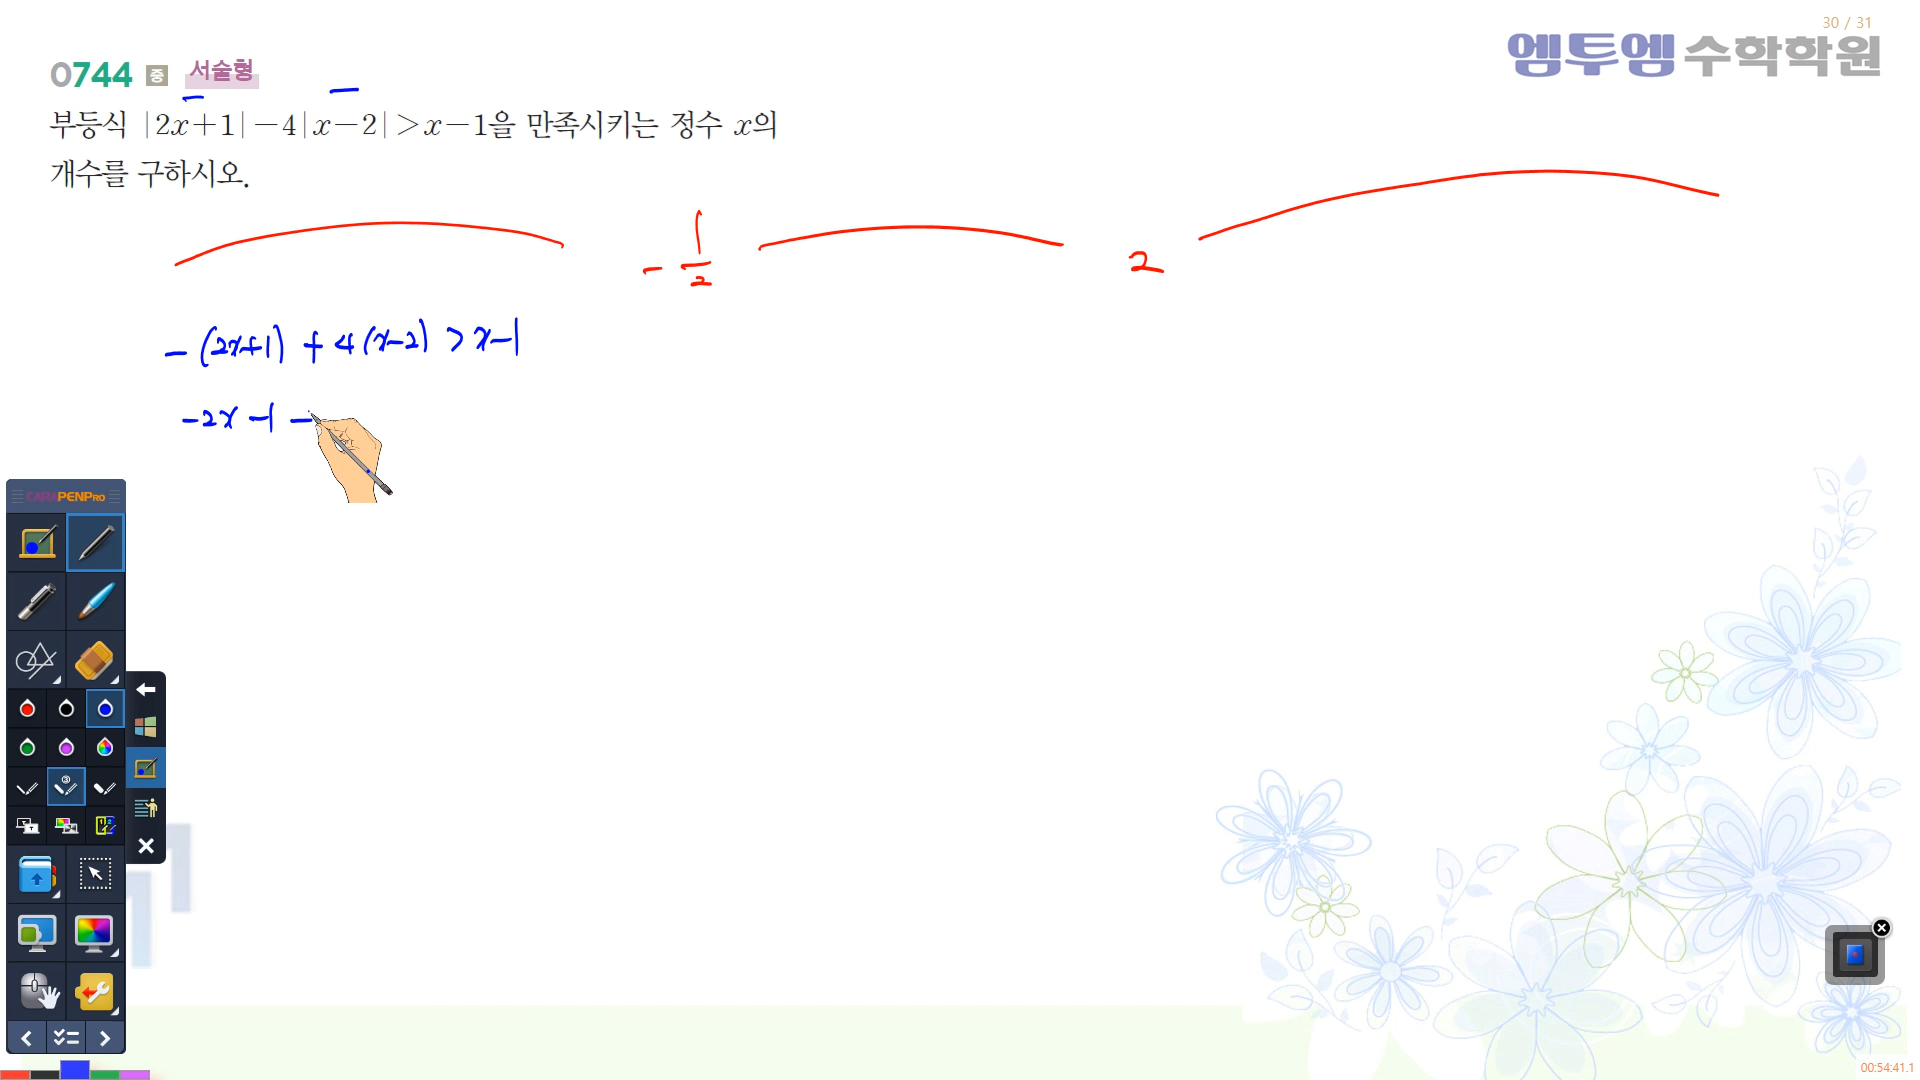 30 / 31
엠투엠 수학학원
0744 중 서술형
부등식 |2x+1|-4|x-2|>x-1을 만족시키는 정수 x의
개수를 구하시오.
- 1/2
2
-(2x+1) + 4(x-2) > x-1
-2x -1 -
CARAPENPRO
00:54:41.1